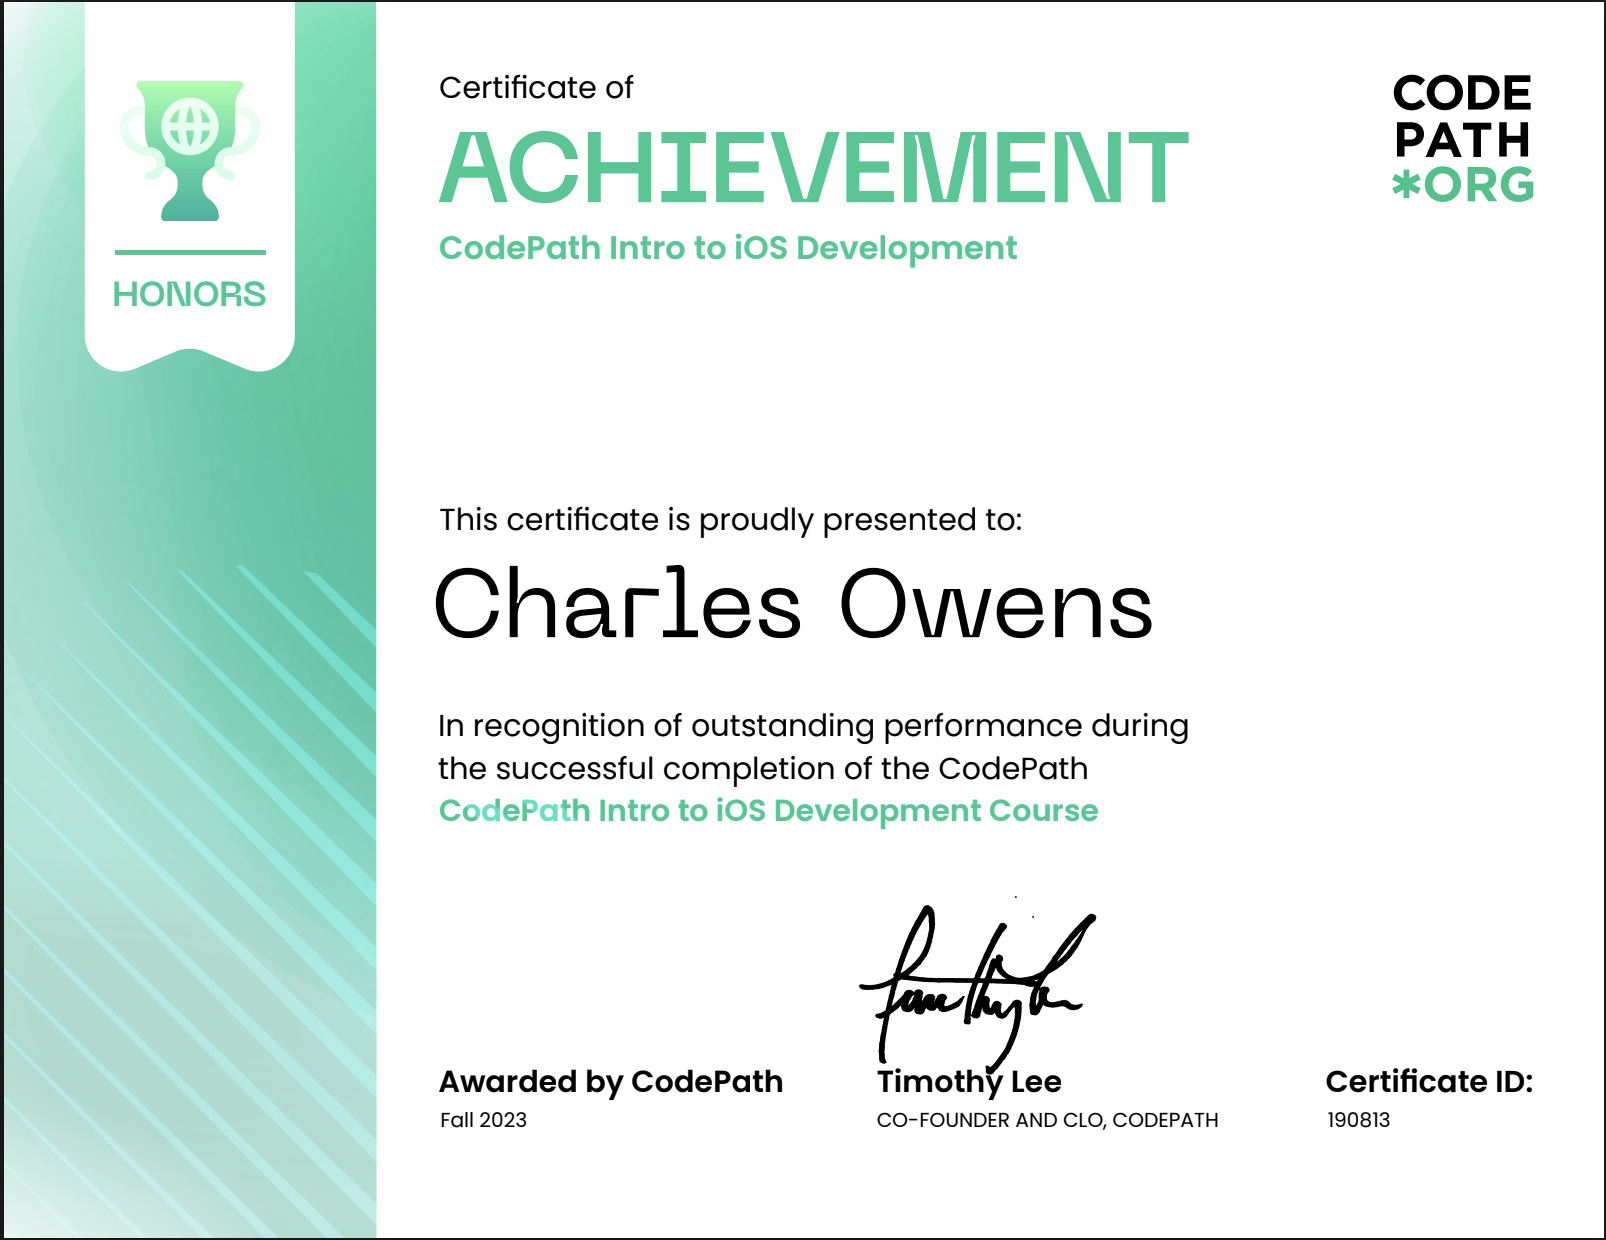 HONORS
Certificate of
ACHIEVEMENT
CodePath Intro to iOS Development
CODE
PATH
*ORG
This certificate is proudly presented to:
Charles Owens
In recognition of outstanding performance during
the successful completion of the CodePath
CodePath Intro to iOS Development Course
Awarded by CodePath
Fall 2023
Timothy Lee
CO-FOUNDER AND CLO, CODEPATH
Certificate ID:
190813